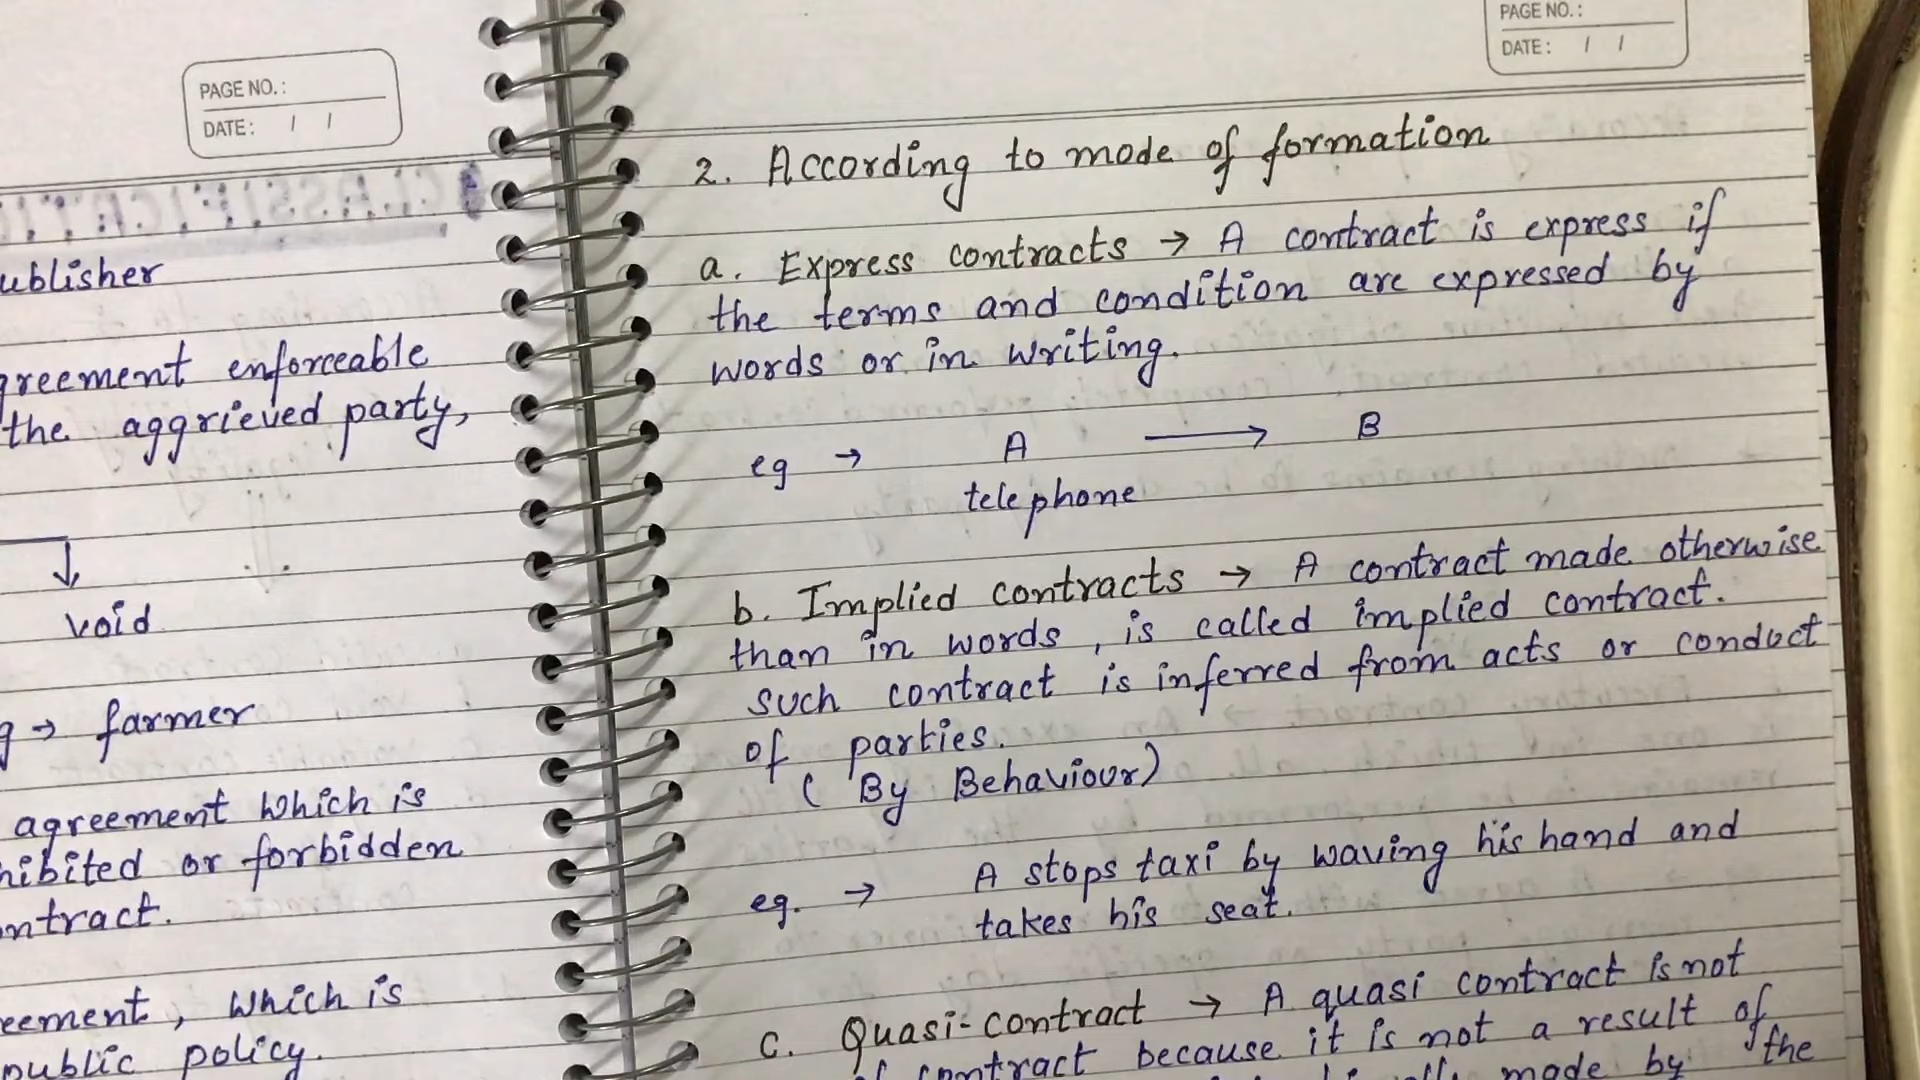 PAGE NO.:
DATE: / /
ublisher
greement enforceable
the aggrieved party,
void
g → farmer
agreement which is
hibited or forbidden
ntract.
eement, which is
public policy.
PAGE NO.:
DATE: / /
2. According to mode of formation
a. Express contracts → A contract is express if
the terms and condition are expressed by
words or in writing.
eg → A → B
telephone
b. Implied contracts → A contract made otherwise
than in words, is called implied contract.
such contract is inferred from acts or conduct
of parties.
( By Behaviour)
eg. → A stops taxi by waving his hand and
takes his seat.
c. Quasi-contract → A quasi contract is not
contract because it is not a result of
made by the